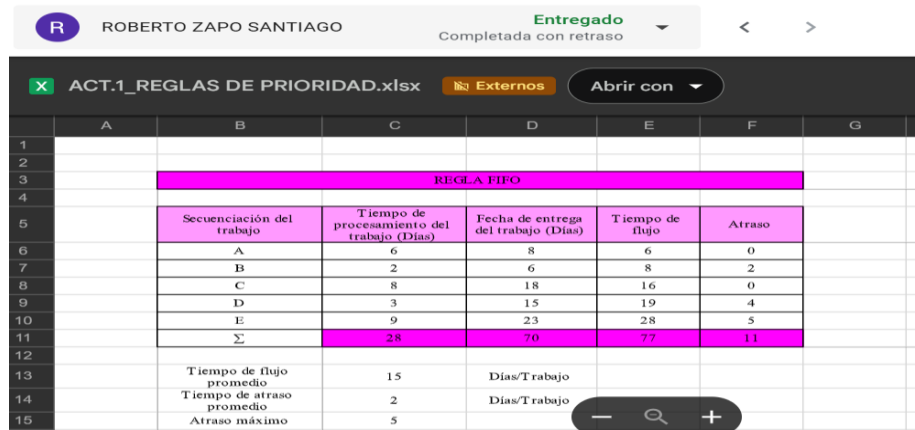 R ROBERTO ZAPO SANTIAGO Entregado
Completada con retraso
X ACT.1_REGLAS DE PRIORIDAD.xlsx Externos Abrir con
A B C D E F G
1
2
3 REGLA FIFO
4
5 Secuenciación del trabajo Tiempo de procesamiento del trabajo (Días) Fecha de entrega del trabajo (Días) Tiempo de flujo Atraso
6 A 6 8 6 0
7 B 2 6 8 2
8 C 8 18 16 0
9 D 3 15 19 4
10 E 9 23 28 5
11 Σ 28 70 77 11
12
13 Tiempo de flujo promedio 15 Días/Trabajo
14 Tiempo de atraso promedio 2 Días/Trabajo
15 Atraso máximo 5